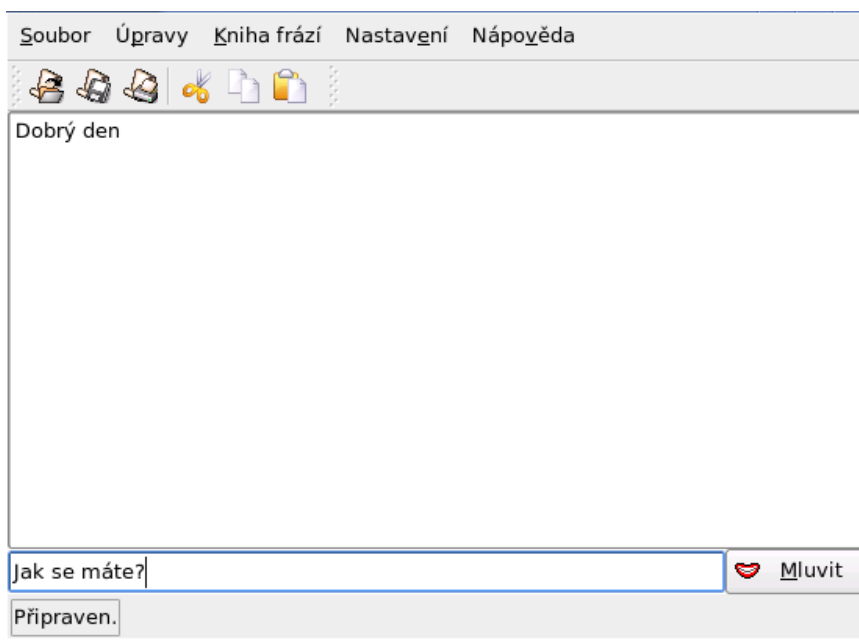 Soubor Úpravy Kniha frází Nastavení Nápověda
Dobrý den
Jak se máte? Mluvit
Připraven.